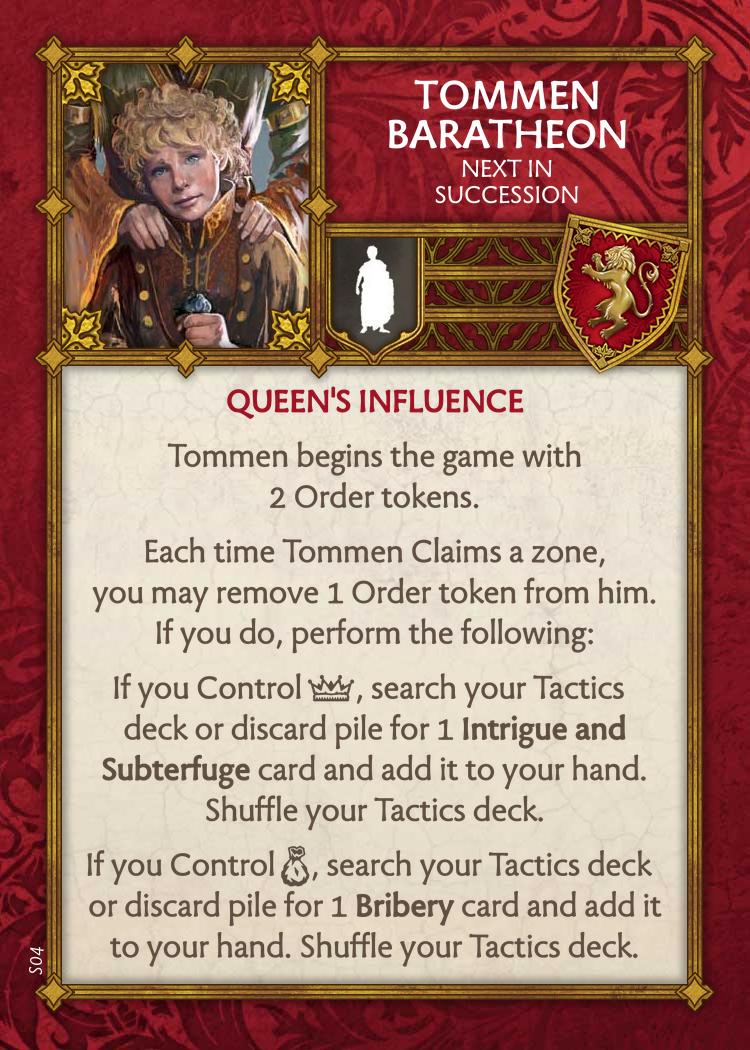 TOMMEN
BARATHEON
NEXT IN
SUCCESSION
QUEEN'S INFLUENCE
Tommen begins the game with
2 Order tokens.
Each time Tommen Claims a zone,
you may remove 1 Order token from him.
If you do, perform the following:
If you Control , search your Tactics
deck or discard pile for 1 Intrigue and
Subterfuge card and add it to your hand.
Shuffle your Tactics deck.
If you Control , search your Tactics deck
or discard pile for 1 Bribery card and add it
to your hand. Shuffle your Tactics deck.
S04